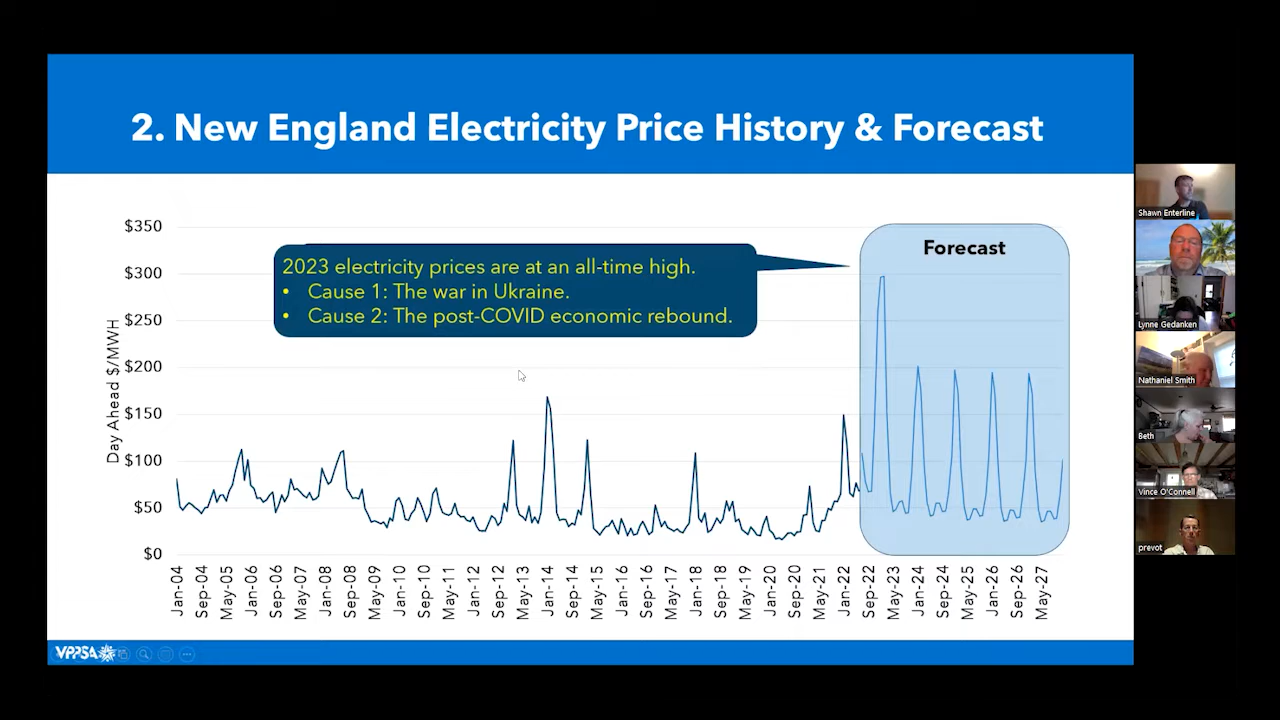 2. New England Electricity Price History & Forecast
Day Ahead $/MWH
$350
$300
$250
$200
$150
$100
$50
$0
2023 electricity prices are at an all-time high.
• Cause 1: The war in Ukraine.
• Cause 2: The post-COVID economic rebound.
Forecast
Jan-04
Sep-04
May-05
Jan-06
Sep-06
May-07
Jan-08
Sep-08
May-09
Jan-10
Sep-10
May-11
Jan-12
Sep-12
May-13
Jan-14
Sep-14
May-15
Jan-16
Sep-16
May-17
Jan-18
Sep-18
May-19
Jan-20
Sep-20
May-21
Jan-22
Sep-22
May-23
Jan-24
Sep-24
May-25
Jan-26
Sep-26
May-27
VPPSA
Shawn Enterline
Lynne Gedanken
Nathaniel Smith
Beth
Vince O'Connell
prevot